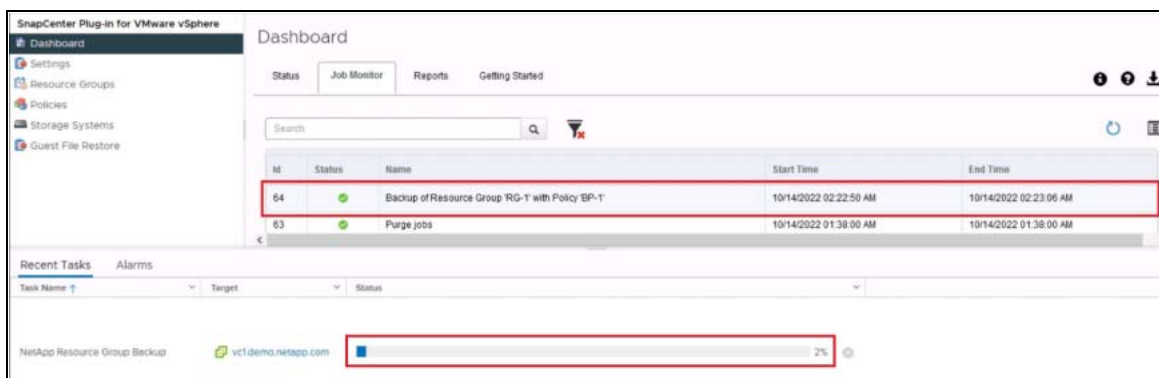 SnapCenter Plug-in for VMware vSphere
Dashboard
Settings
Resource Groups
Policies
Storage Systems
Guest File Restore
Dashboard
Status Job Monitor Reports Getting Started
Search
Id Status Name Start Time End Time
64 Backup of Resource Group 'RG-1' with Policy 'BP-1' 10/14/2022 02:22:50 AM 10/14/2022 02:23:06 AM
63 Purge jobs 10/14/2022 01:38:00 AM 10/14/2022 01:38:00 AM
Recent Tasks Alarms
Task Name Target Status
NetApp Resource Group Backup vc1.demo.netapp.com 2%